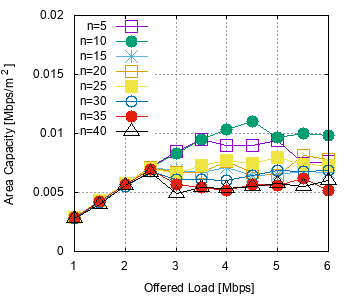 0.02
0.015
0.01
0.005
0
Area Capacity [Mbps/m²]
n=5
n=10
n=15
n=20
n=25
n=30
n=35
n=40
1 2 3 4 5 6
Offered Load [Mbps]